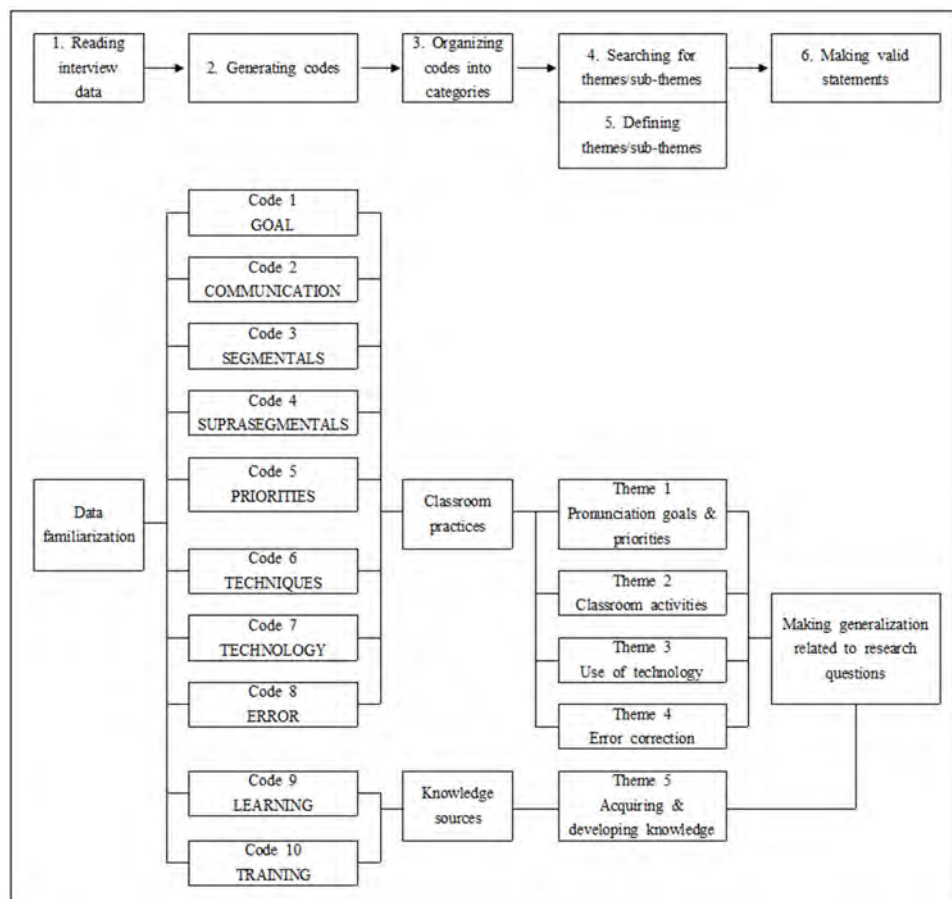 1. Reading
interview
data
2. Generating codes
3. Organizing
codes into
categories
4. Searching for
themes/sub-themes
5. Defining
themes/sub-themes
6. Making valid
statements
Data
familiarization
Code 1
GOAL
Code 2
COMMUNICATION
Code 3
SEGMENTALS
Code 4
SUPRASEGMENTALS
Code 5
PRIORITIES
Code 6
TECHNIQUES
Code 7
TECHNOLOGY
Code 8
ERROR
Code 9
LEARNING
Code 10
TRAINING
Classroom
practices
Knowledge
sources
Theme 1
Pronunciation goals &
priorities
Theme 2
Classroom activities
Theme 3
Use of technology
Theme 4
Error correction
Theme 5
Acquiring &
developing knowledge
Making generalization
related to research
questions